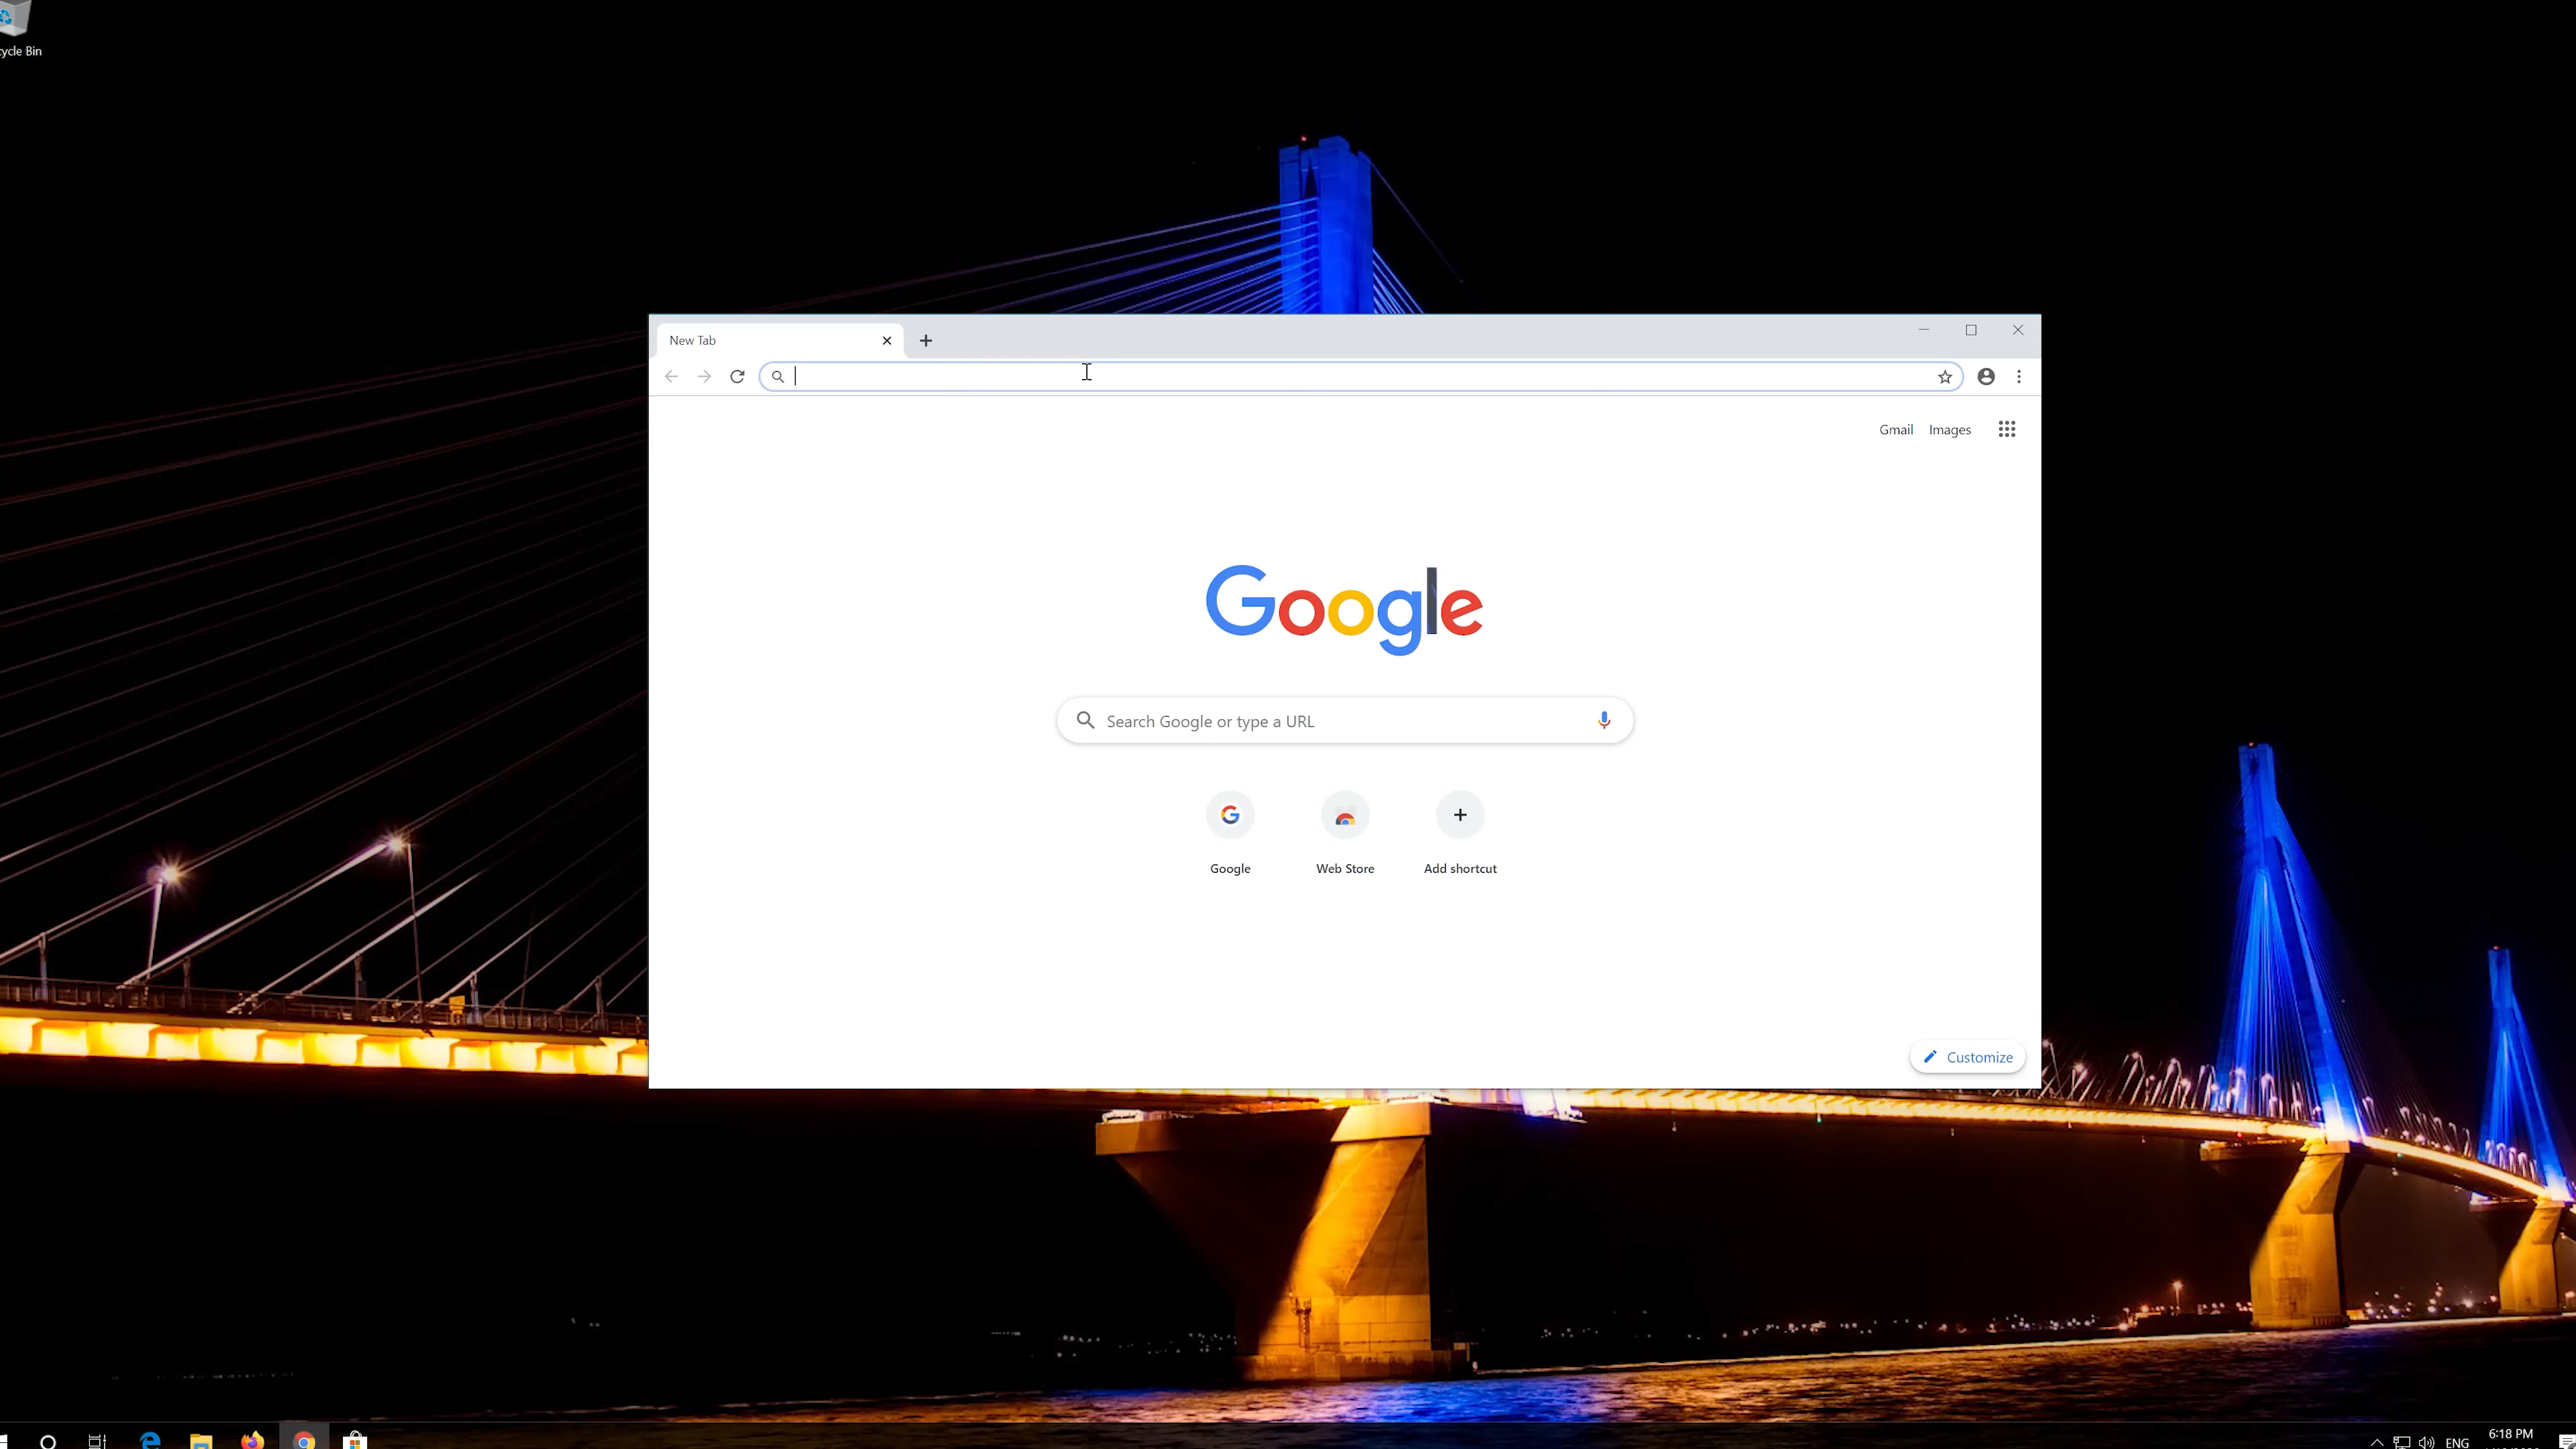 cycle Bin
New Tab
Gmail Images
Google
Search Google or type a URL
Google Web Store Add shortcut
Customize
ENG
6:18 PM